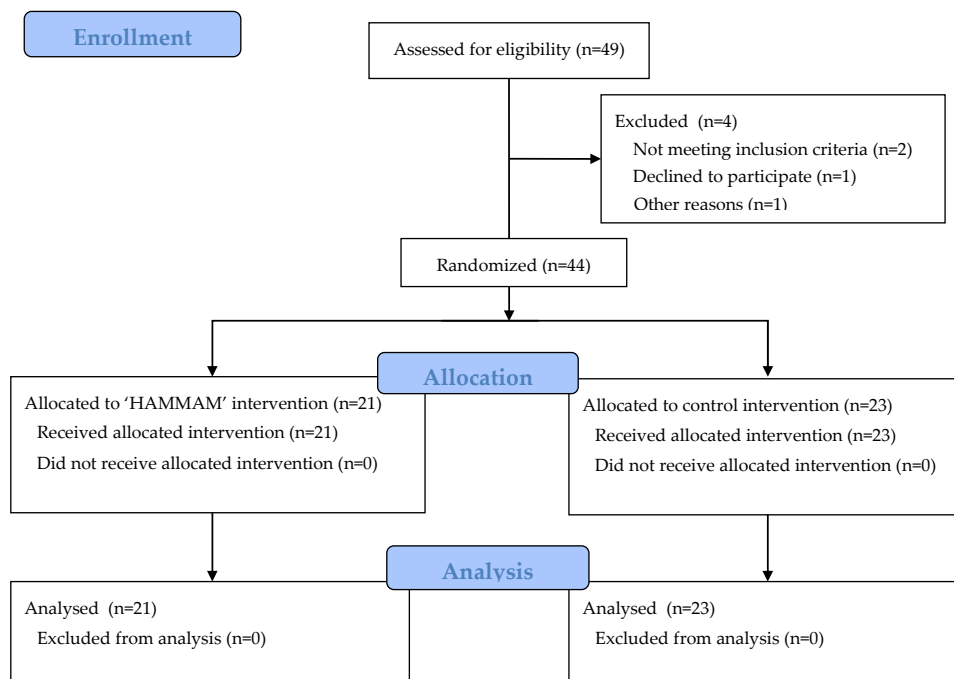 Enrollment
Assessed for eligibility (n=49)
Excluded (n=4)
Not meeting inclusion criteria (n=2)
Declined to participate (n=1)
Other reasons (n=1)
Randomized (n=44)
Allocation
Allocated to ‘HAMMAM’ intervention (n=21)
Received allocated intervention (n=21)
Did not receive allocated intervention (n=0)
Allocated to control intervention (n=23)
Received allocated intervention (n=23)
Did not receive allocated intervention (n=0)
Analysis
Analysed (n=21)
Excluded from analysis (n=0)
Analysed (n=23)
Excluded from analysis (n=0)